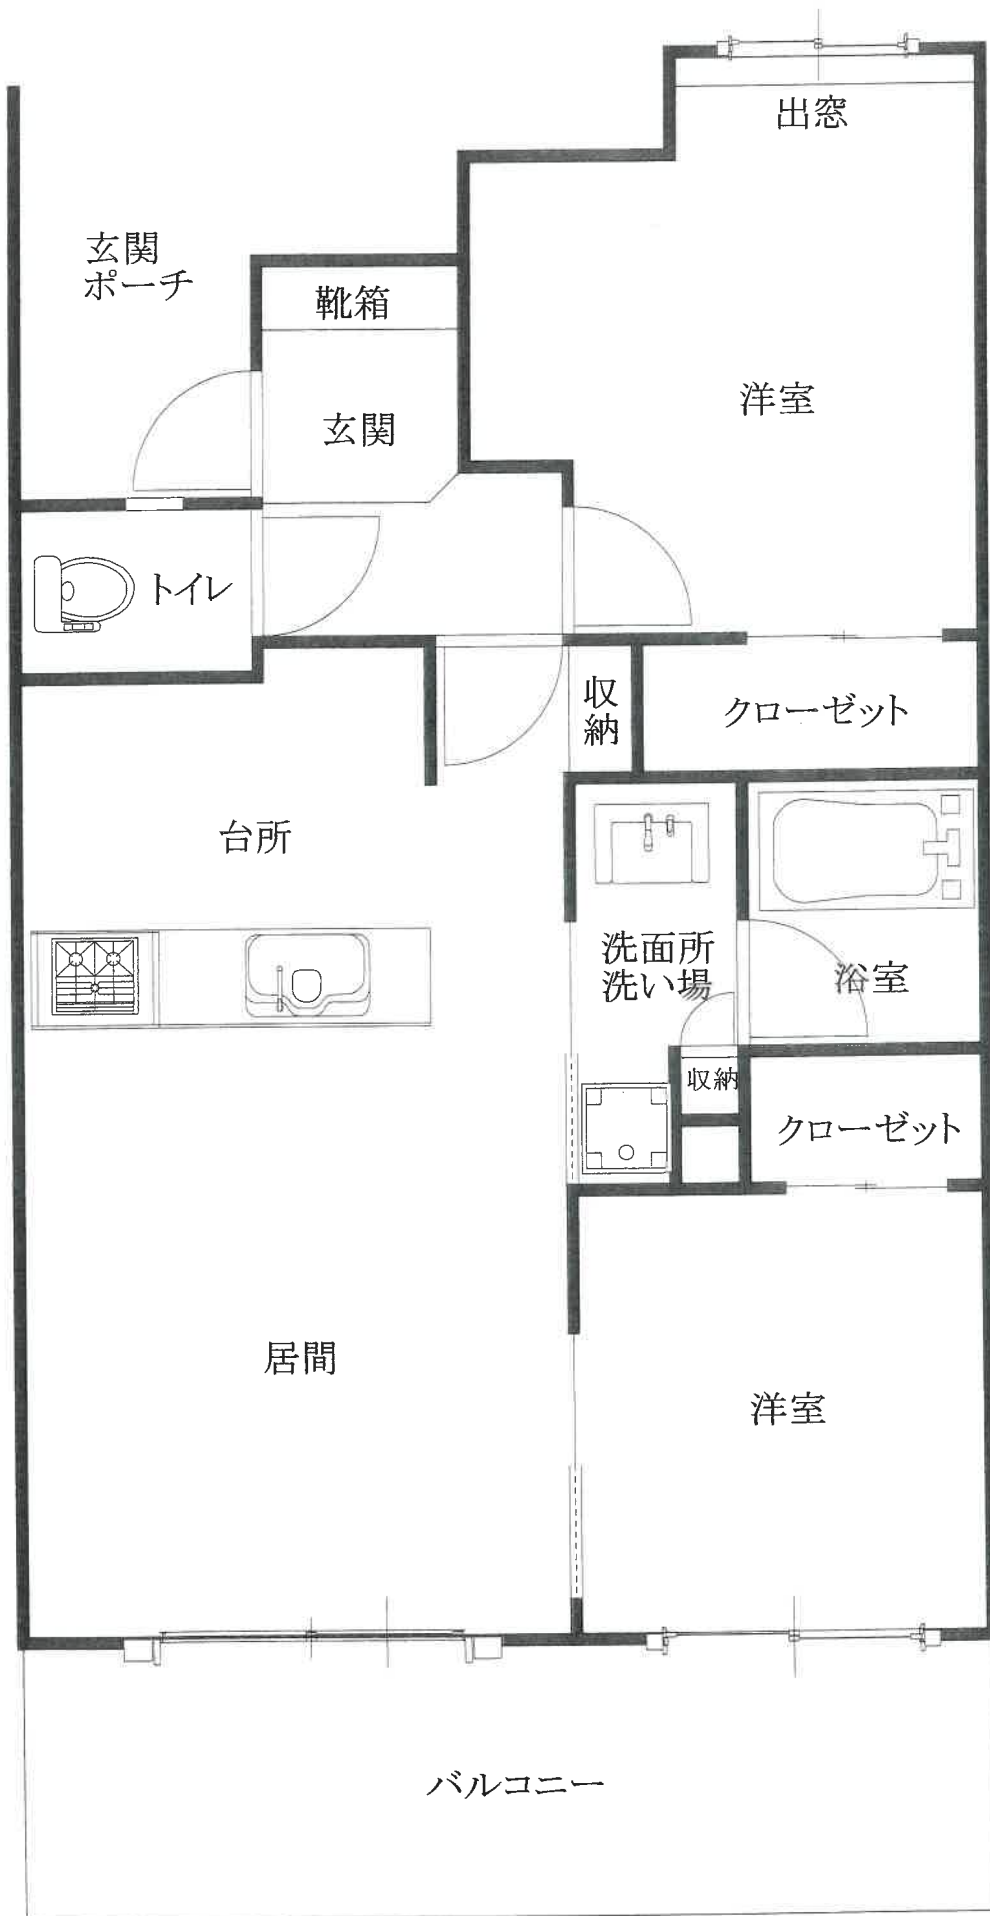 出窓
玄関
ポーチ
靴箱
洋室
玄関
トイレ
収納
クローゼット
台所
洗面所
洗い場
浴室
収納
クローゼット
居間
洋室
バルコニー